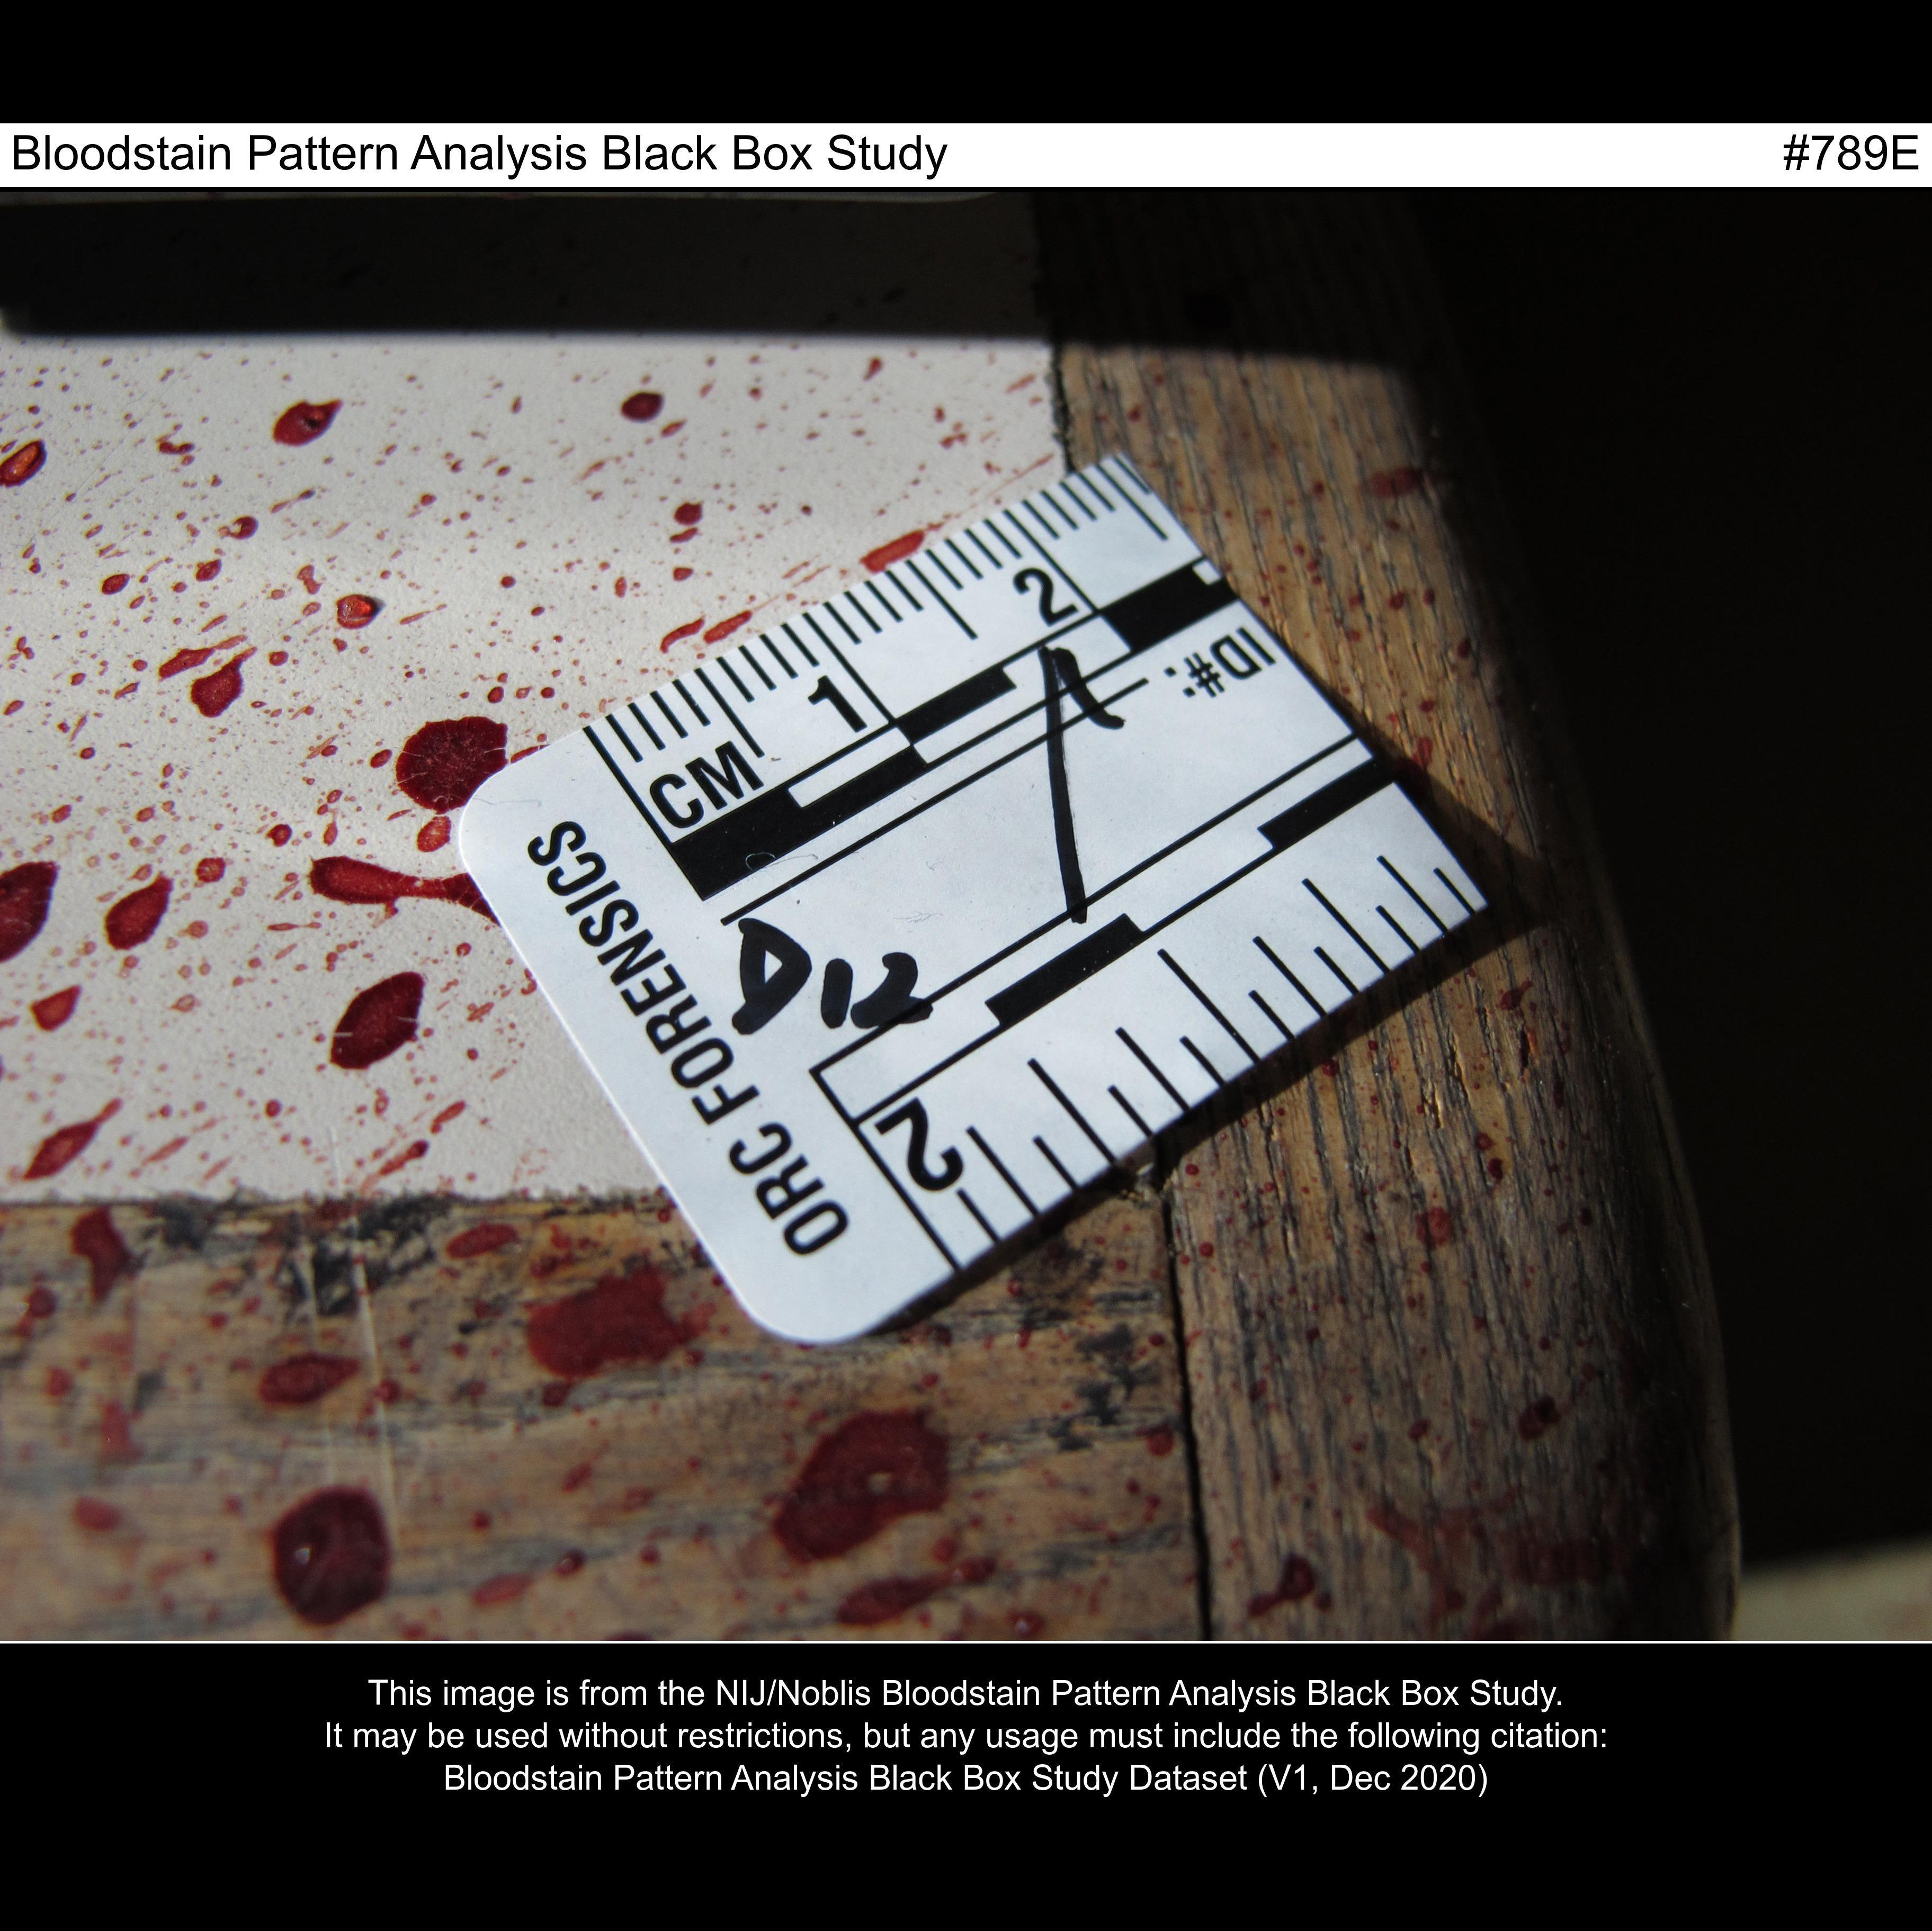 Bloodstain Pattern Analysis Black Box Study #789E
1 2
CM
ID#:
D12
ORC FORENSICS
2
This image is from the NIJ/Noblis Bloodstain Pattern Analysis Black Box Study.
It may be used without restrictions, but any usage must include the following citation:
Bloodstain Pattern Analysis Black Box Study Dataset (V1, Dec 2020)